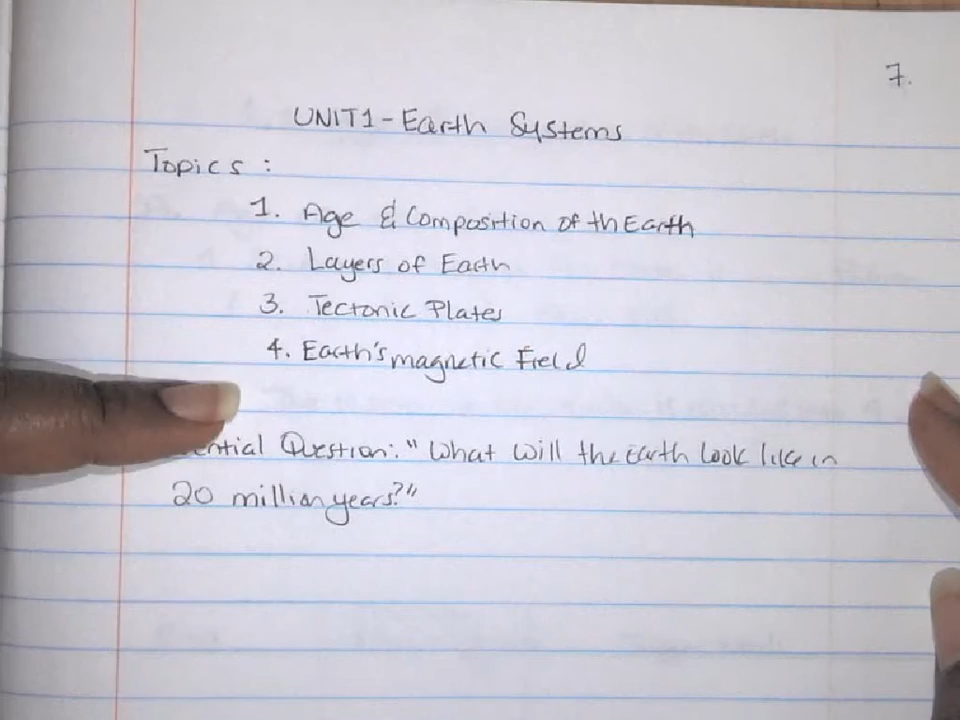 7.
UNIT1 - Earth Systems
Topics :
1. Age & Composition of th Earth
2. Layers of Earth
3. Tectonic Plates
4. Earth's magnetic Field
Question: "What will the earth look like in
20 million years?"